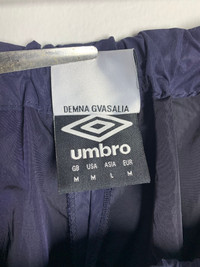 DEMNA GVASALIA
umbro
GB USA ASIA EUR
M M L M